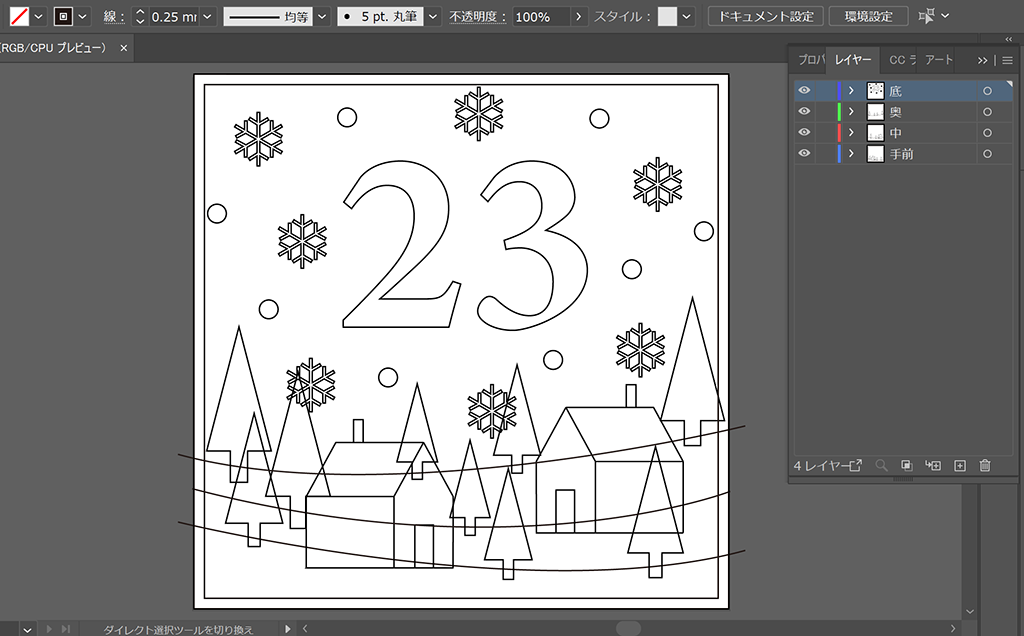 線： 0.25 mm 均等 5 pt. 丸筆 不透明度： 100% スタイル： ドキュメント設定 環境設定
(RGB/CPU プレビュー) ×
プロパ レイヤー CC ラ アート
底
奥
中
手前
23
4 レイヤー
ダイレクト選択ツールを切り換え